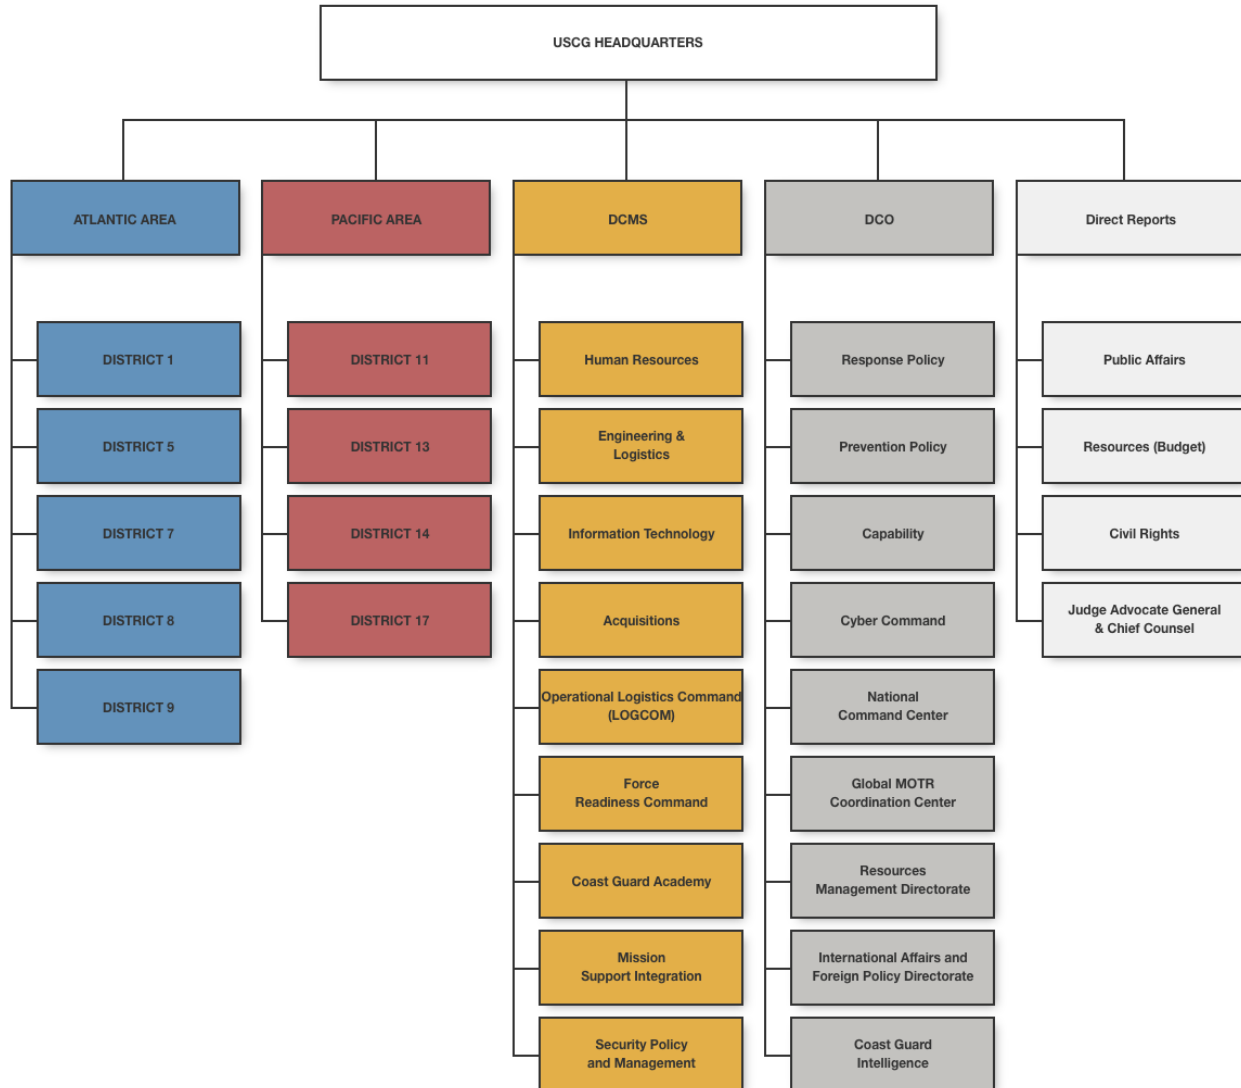 USCG HEADQUARTERS
ATLANTIC AREA
PACIFIC AREA
DCMS
DCO
Direct Reports
DISTRICT 1
DISTRICT 5
DISTRICT 7
DISTRICT 8
DISTRICT 9
DISTRICT 11
DISTRICT 13
DISTRICT 14
DISTRICT 17
Human Resources
Engineering &
Logistics
Information Technology
Acquisitions
Operational Logistics Command
(LOGCOM)
Force
Readiness Command
Coast Guard Academy
Mission
Support Integration
Security Policy
and Management
Response Policy
Prevention Policy
Capability
Cyber Command
National
Command Center
Global MOTR
Coordination Center
Resources
Management Directorate
International Affairs and
Foreign Policy Directorate
Coast Guard
Intelligence
Public Affairs
Resources (Budget)
Civil Rights
Judge Advocate General
& Chief Counsel